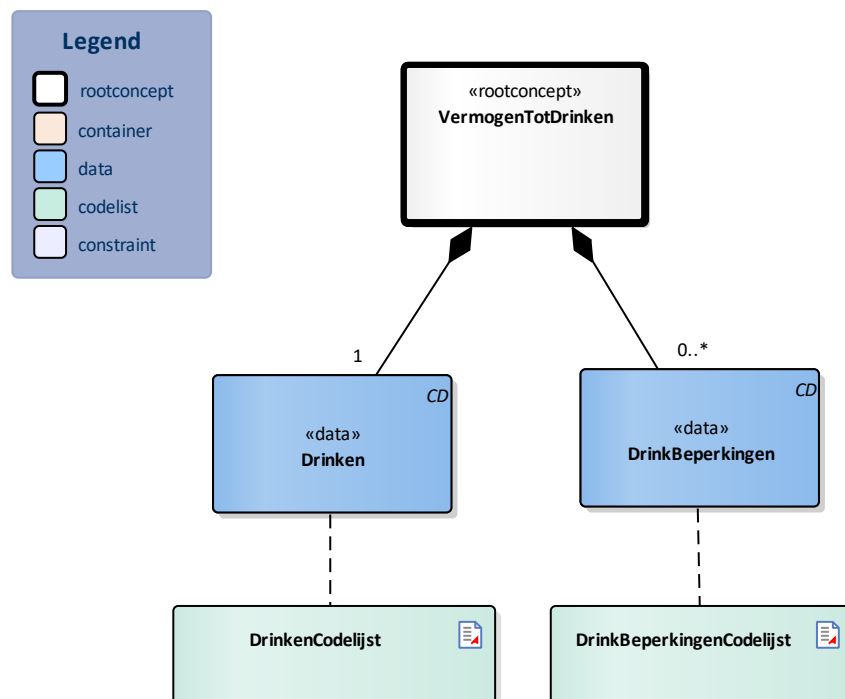 Legend
rootconcept
container
data
codelist
constraint
«rootconcept»
VermogenTotDrinken
1
0..*
CD
«data»
Drinken
CD
«data»
DrinkBeperkingen
DrinkenCodelijst
DrinkBeperkingenCodelijst